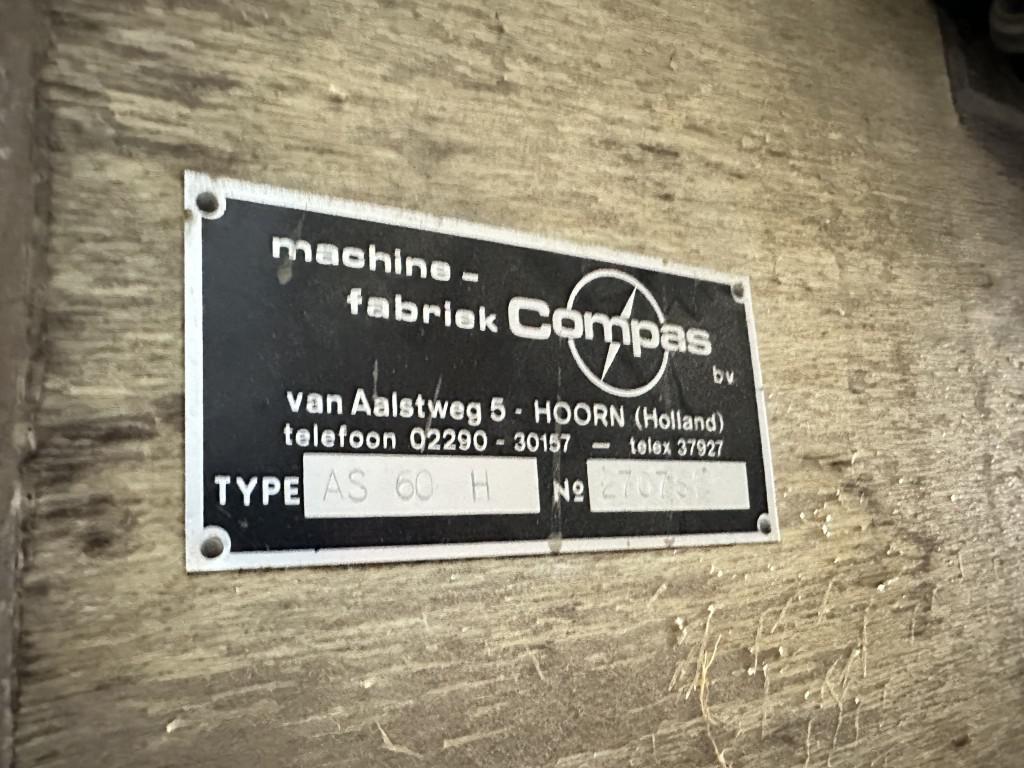 machine -
fabriek Compas
bv
van Aalstweg 5 - HOORN (Holland)
telefoon 02290 - 30157 — telex 37927
TYPE AS 60 H Nº